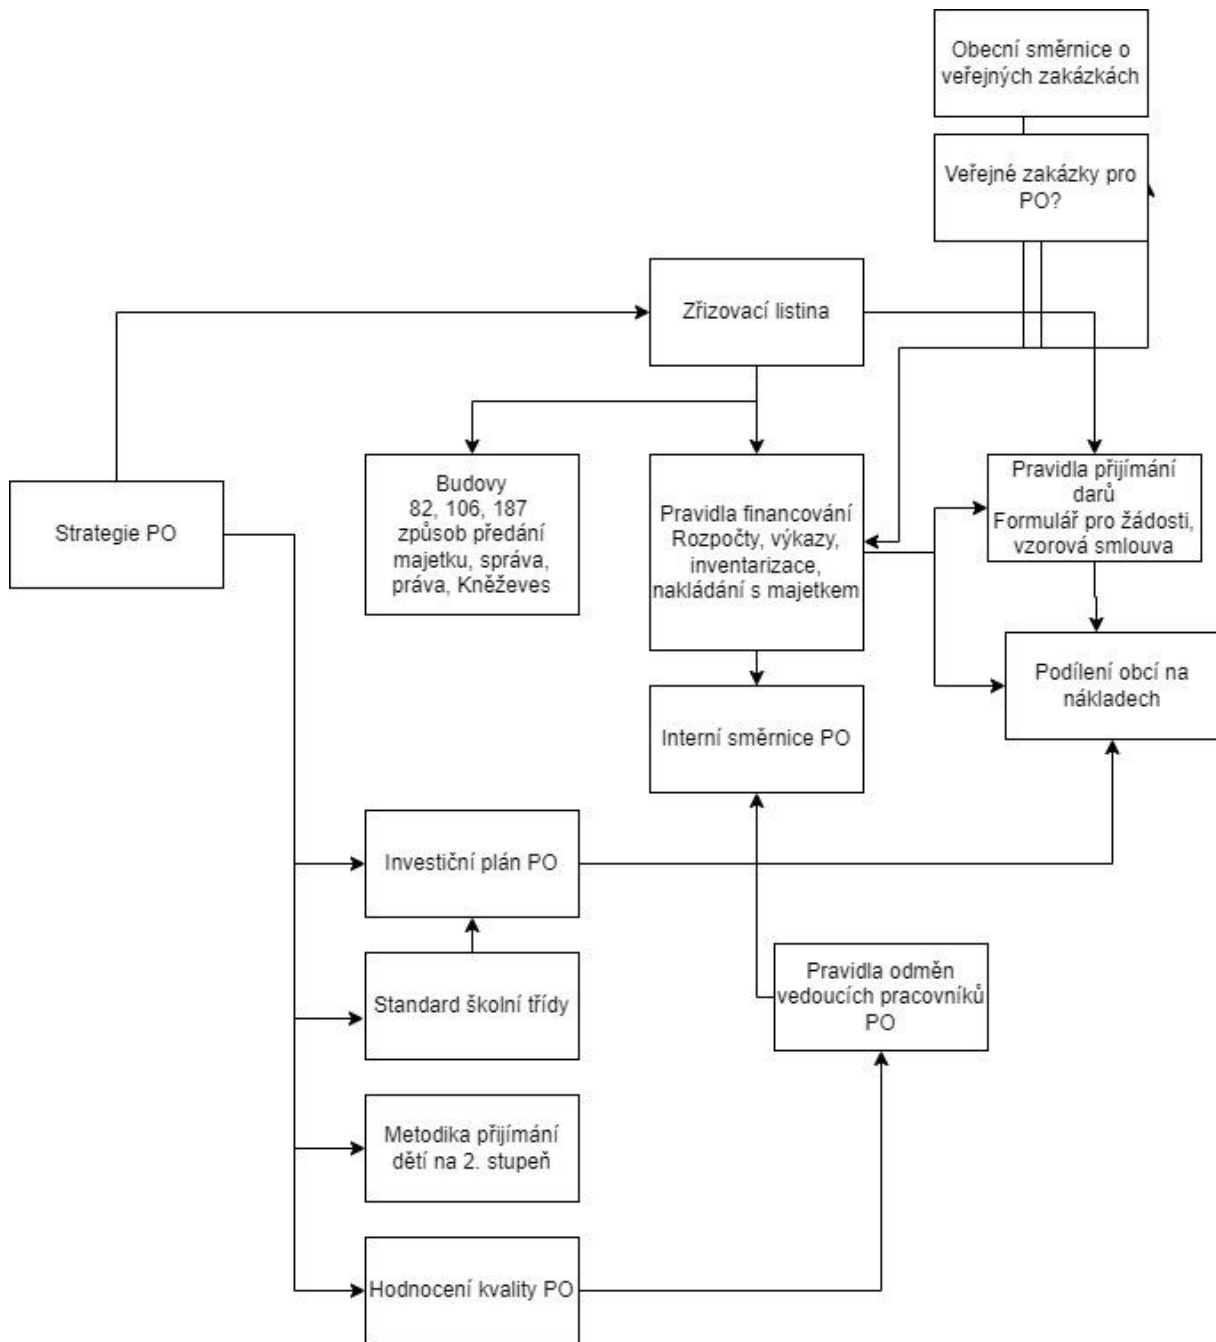 Obecní směrnice o
veřejných zakázkách
Veřejné zakázky pro
PO?
Zřizovací listina
Strategie PO
Budovy
82, 106, 187
způsob předání
majetku, správa,
práva, Kněževes
Pravidla financování
Rozpočty, výkazy,
inventarizace,
nakládání s majetkem
Pravidla přijímání
darů
Formulář pro žádosti,
vzorová smlouva
Podílení obcí na
nákladech
Interní směrnice PO
Investiční plán PO
Standard školní třídy
Pravidla odměn
vedoucích pracovníků
PO
Metodika přijímání
dětí na 2. stupeň
Hodnocení kvality PO